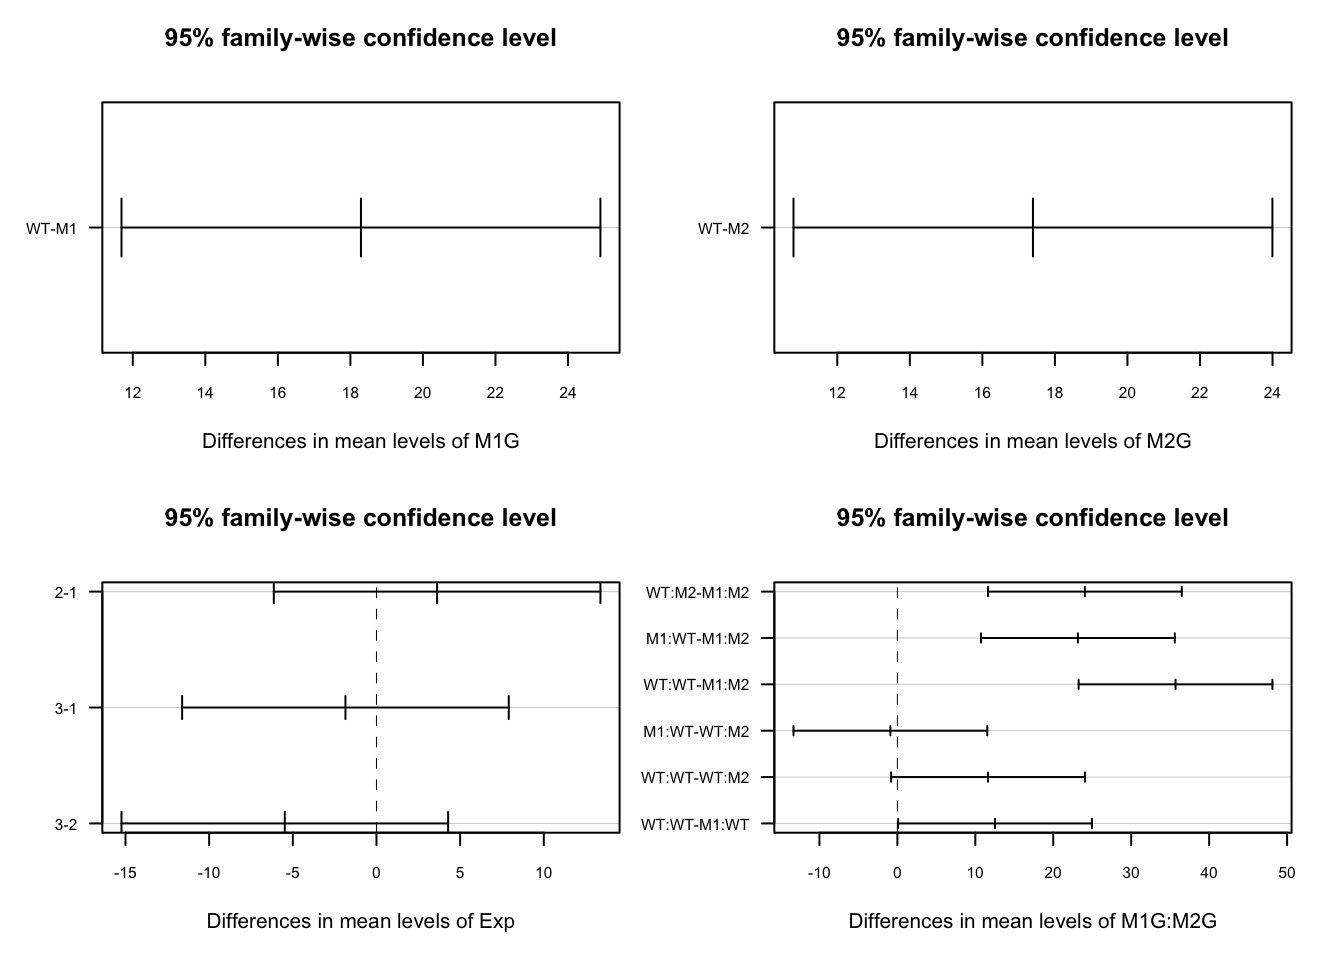 95% family-wise confidence level
WT-M1
12 14 16 18 20 22 24
Differences in mean levels of M1G
95% family-wise confidence level
WT-M2
12 14 16 18 20 22 24
Differences in mean levels of M2G
95% family-wise confidence level
2-1
3-1
3-2
-15 -10 -5 0 5 10
Differences in mean levels of Exp
95% family-wise confidence level
WT:M2-M1:M2
M1:WT-M1:M2
WT:WT-M1:M2
M1:WT-WT:M2
WT:WT-WT:M2
WT:WT-M1:WT
-10 0 10 20 30 40 50
Differences in mean levels of M1G:M2G